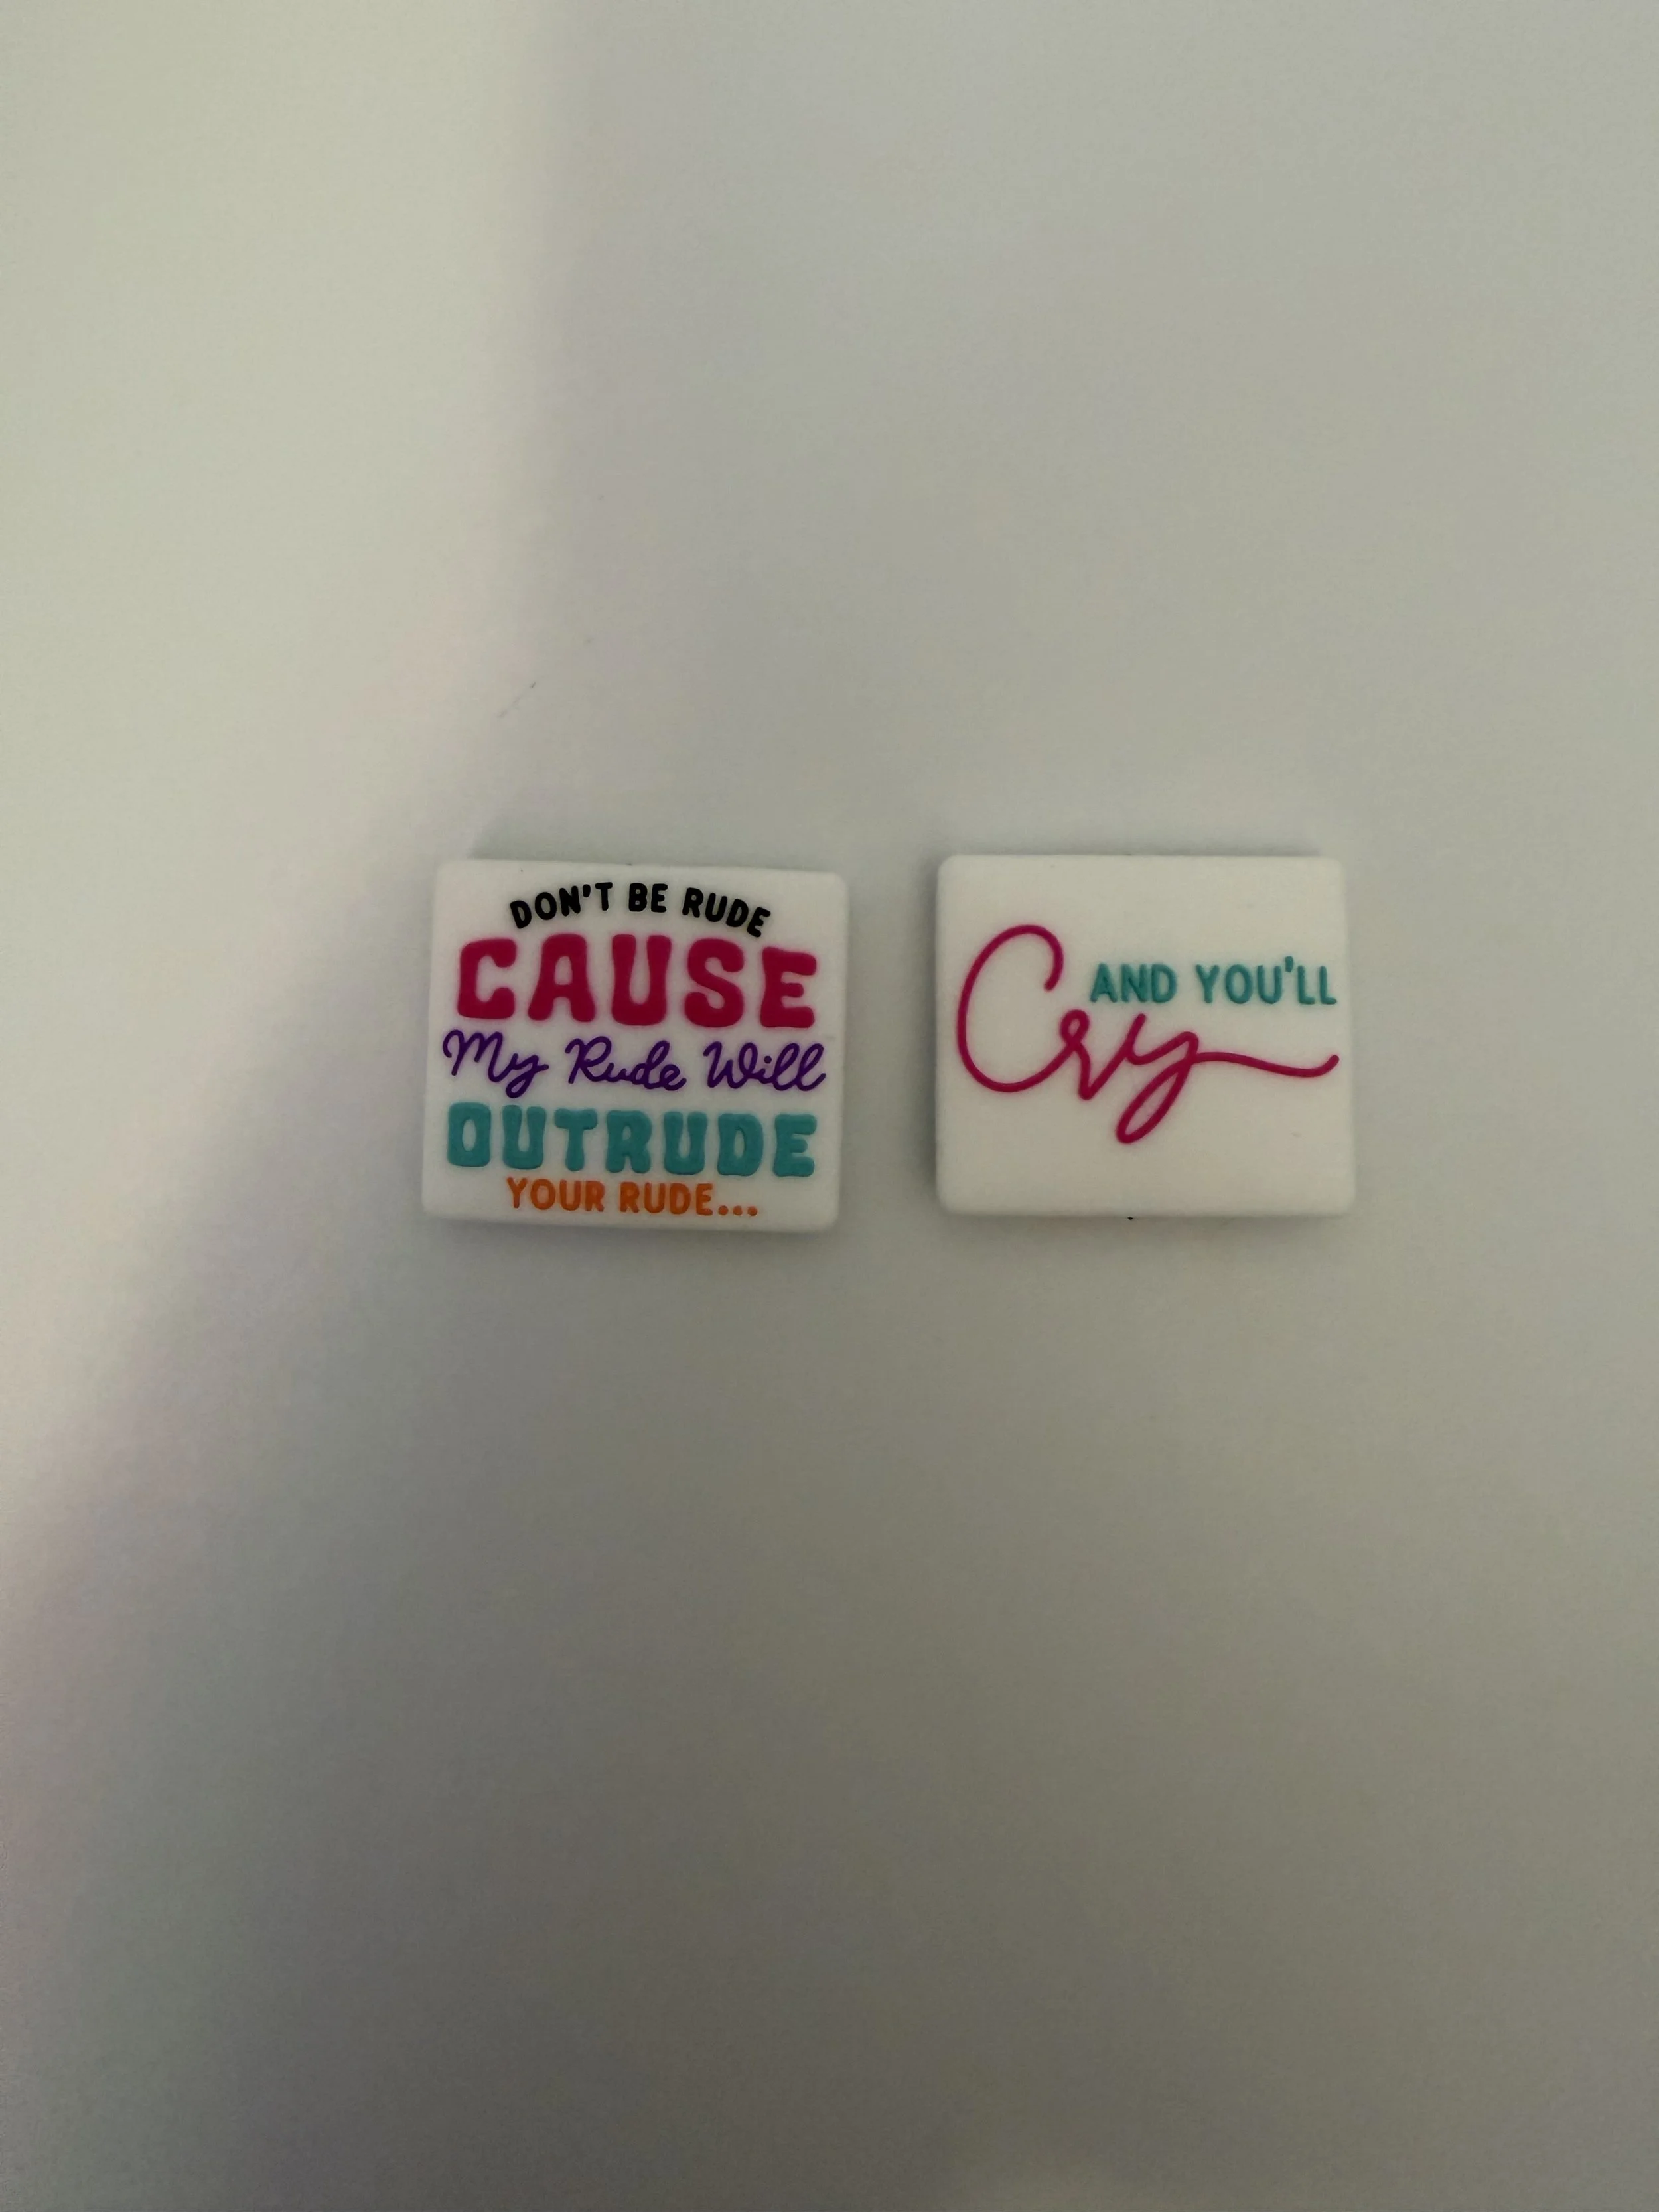 DON'T BE RUDE
CAUSE
My Rude Will
OUTRUDE
YOUR RUDE...
AND YOU'LL
Cry